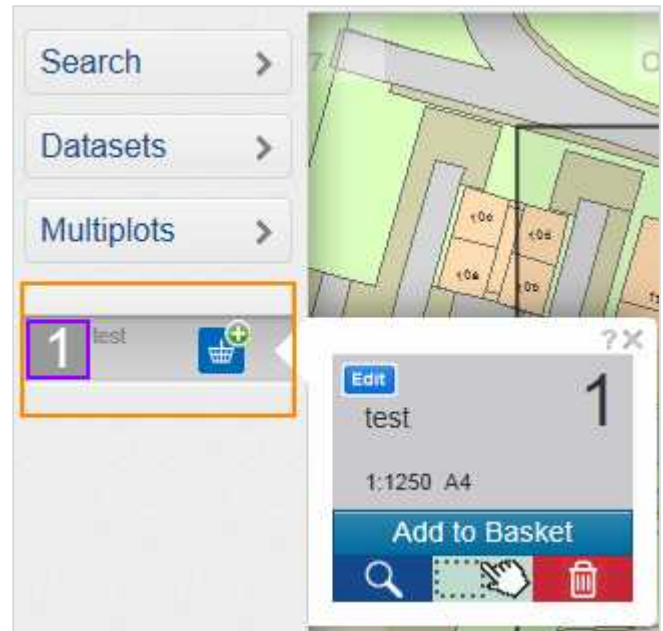 Search
Datasets
Multiplots
1 test
? X
Edit
1
test
1:1250 A4
Add to Basket